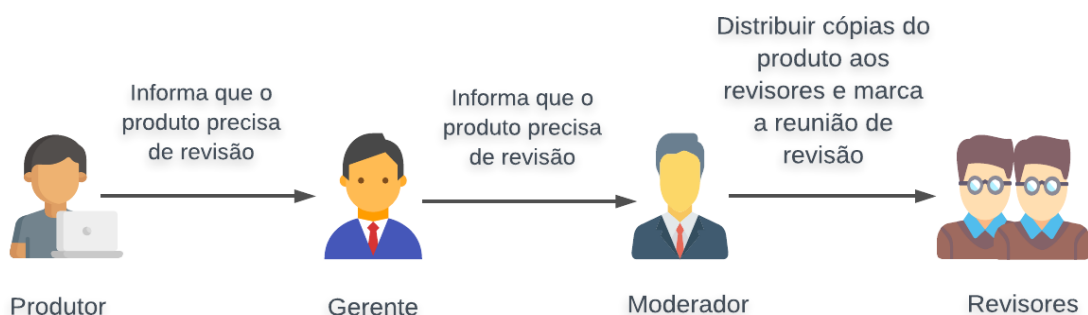 Informa que o
produto precisa
de revisão
Informa que o
produto precisa
de revisão
Distribuir cópias do
produto aos
revisores e marca
a reunião de
revisão
Produtor
Gerente
Moderador
Revisores